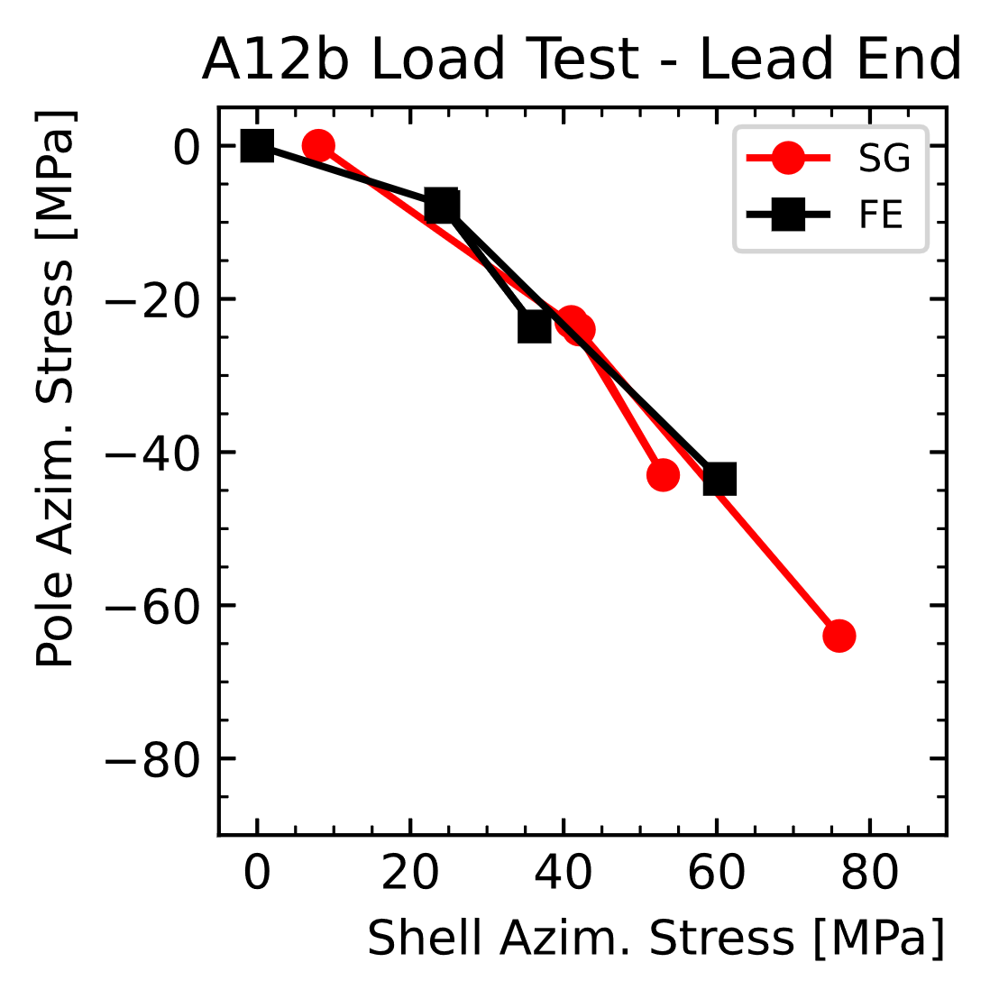 A12b Load Test - Lead End
Pole Azim. Stress [MPa]
0
−20
−40
−60
−80
SG
FE
0 20 40 60 80
Shell Azim. Stress [MPa]